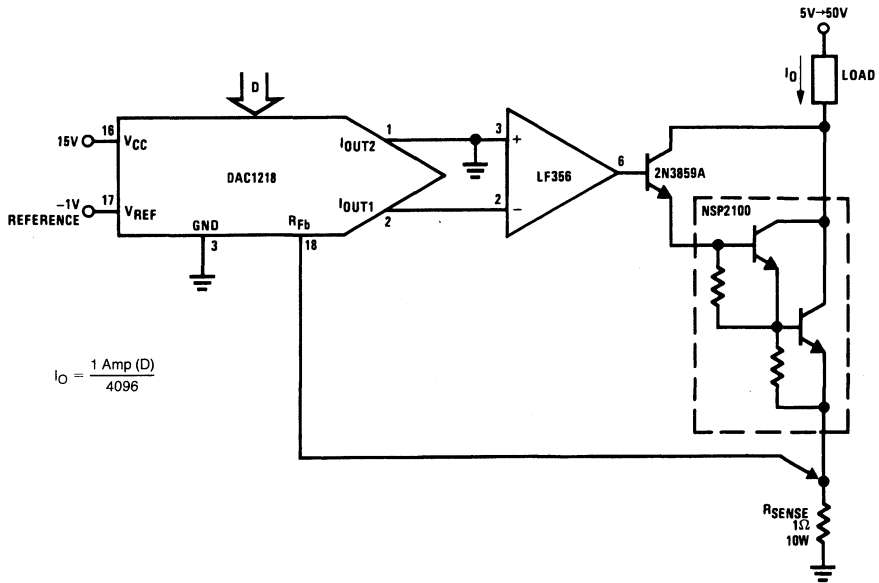 5V→50V
I_O
LOAD
D
15V
16
V_CC
I_OUT2
1
3
+
6
2N3859A
LF356
DAC1218
-1V
REFERENCE
17
V_REF
I_OUT1
2
2
−
NSP2100
GND
3
R_Fb
18
I_O = 1 Amp (D) / 4096
R_SENSE
1Ω
10W